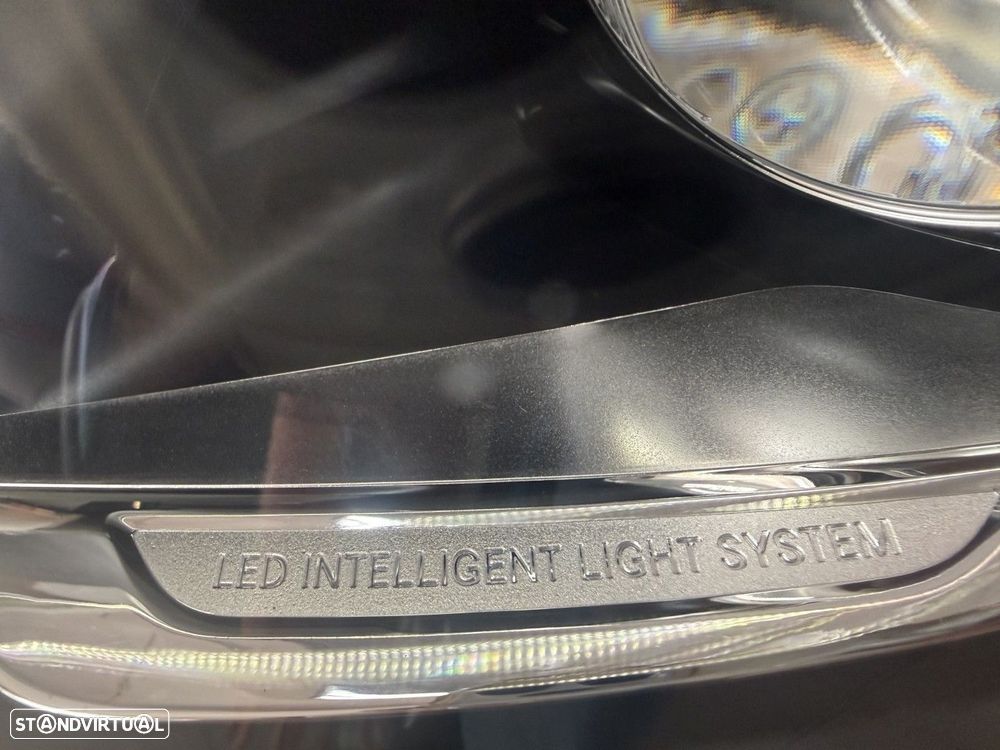 LED INTELLIGENT LIGHT SYSTEM
STANDVIRTUAL